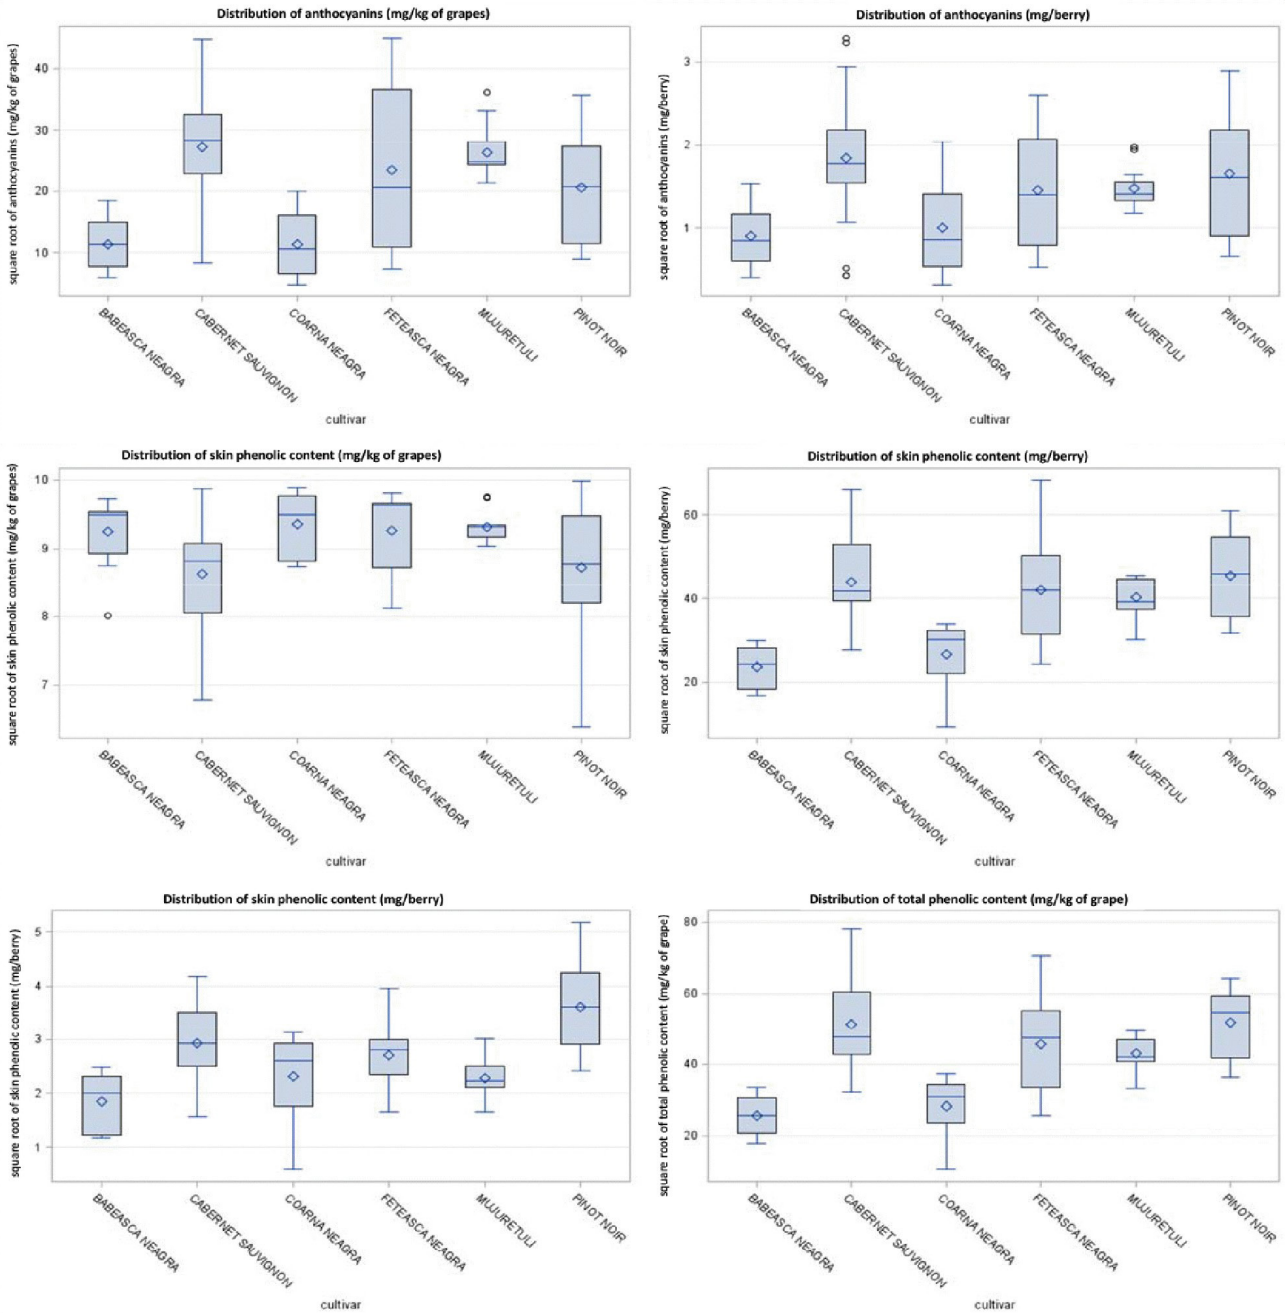 Distribution of anthocyanins (mg/kg of grapes)
square root of anthocyanins (mg/kg of grapes)
40
30
20
10
BABEASCA NEAGRA
CABERNET SAUVIGNON
COARNA NEAGRA
FETEASCA NEAGRA
MUJURETULI
PINOT NOIR
cultivar
Distribution of anthocyanins (mg/berry)
square root of anthocyanins (mg/berry)
3
2
1
BABEASCA NEAGRA
CABERNET SAUVIGNON
COARNA NEAGRA
FETEASCA NEAGRA
MUJURETULI
PINOT NOIR
cultivar
Distribution of skin phenolic content (mg/kg of grapes)
square root of skin phenolic content (mg/kg of grapes)
10
9
8
7
BABEASCA NEAGRA
CABERNET SAUVIGNON
COARNA NEAGRA
FETEASCA NEAGRA
MUJURETULI
PINOT NOIR
cultivar
Distribution of skin phenolic content (mg/berry)
square root of skin phenolic content (mg/berry)
60
40
20
BABEASCA NEAGRA
CABERNET SAUVIGNON
COARNA NEAGRA
FETEASCA NEAGRA
MUJURETULI
PINOT NOIR
cultivar
Distribution of skin phenolic content (mg/berry)
square root of skin phenolic content (mg/berry)
5
4
3
2
1
BABEASCA NEAGRA
CABERNET SAUVIGNON
COARNA NEAGRA
FETEASCA NEAGRA
MUJURETULI
PINOT NOIR
cultivar
Distribution of total phenolic content (mg/kg of grape)
square root of total phenolic content (mg/kg of grape)
80
60
40
20
BABEASCA NEAGRA
CABERNET SAUVIGNON
COARNA NEAGRA
FETEASCA NEAGRA
MUJURETULI
PINOT NOIR
cultivar